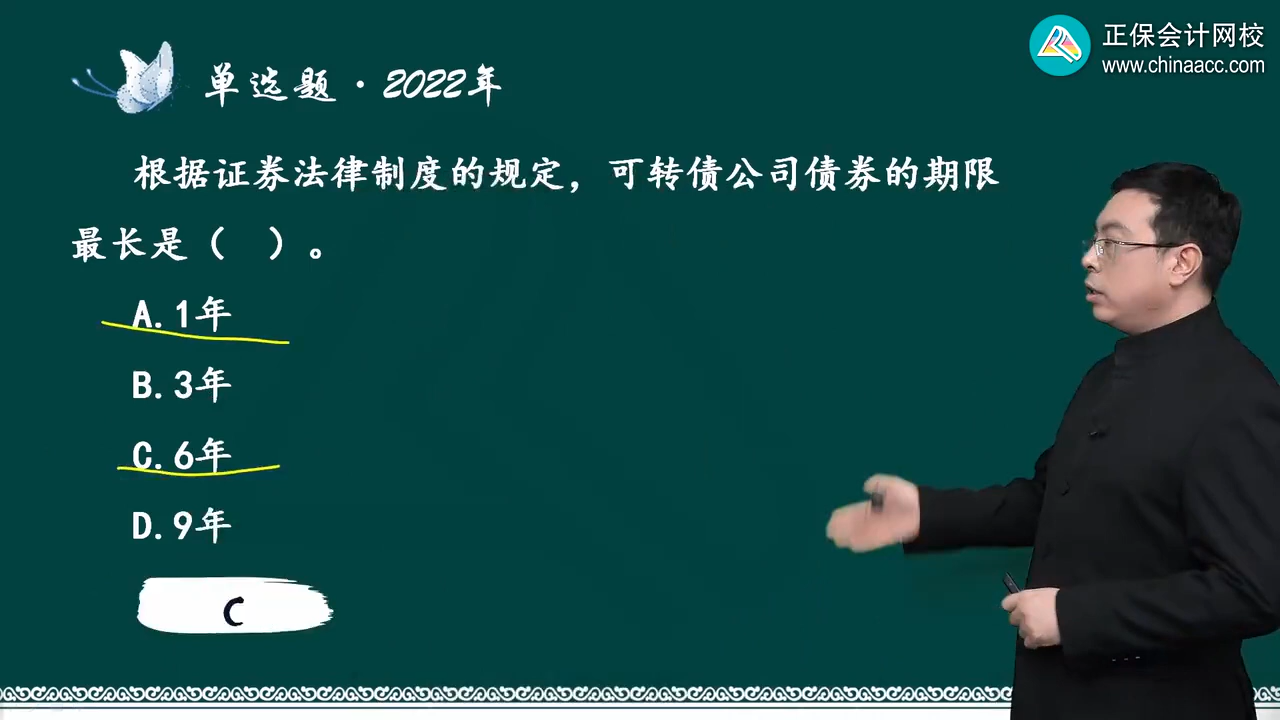 正保会计网校
www.chinaacc.com
单选题·2022年
根据证券法律制度的规定，可转债公司债券的期限
最长是（ ）。
A.1年
B.3年
C.6年
D.9年
C